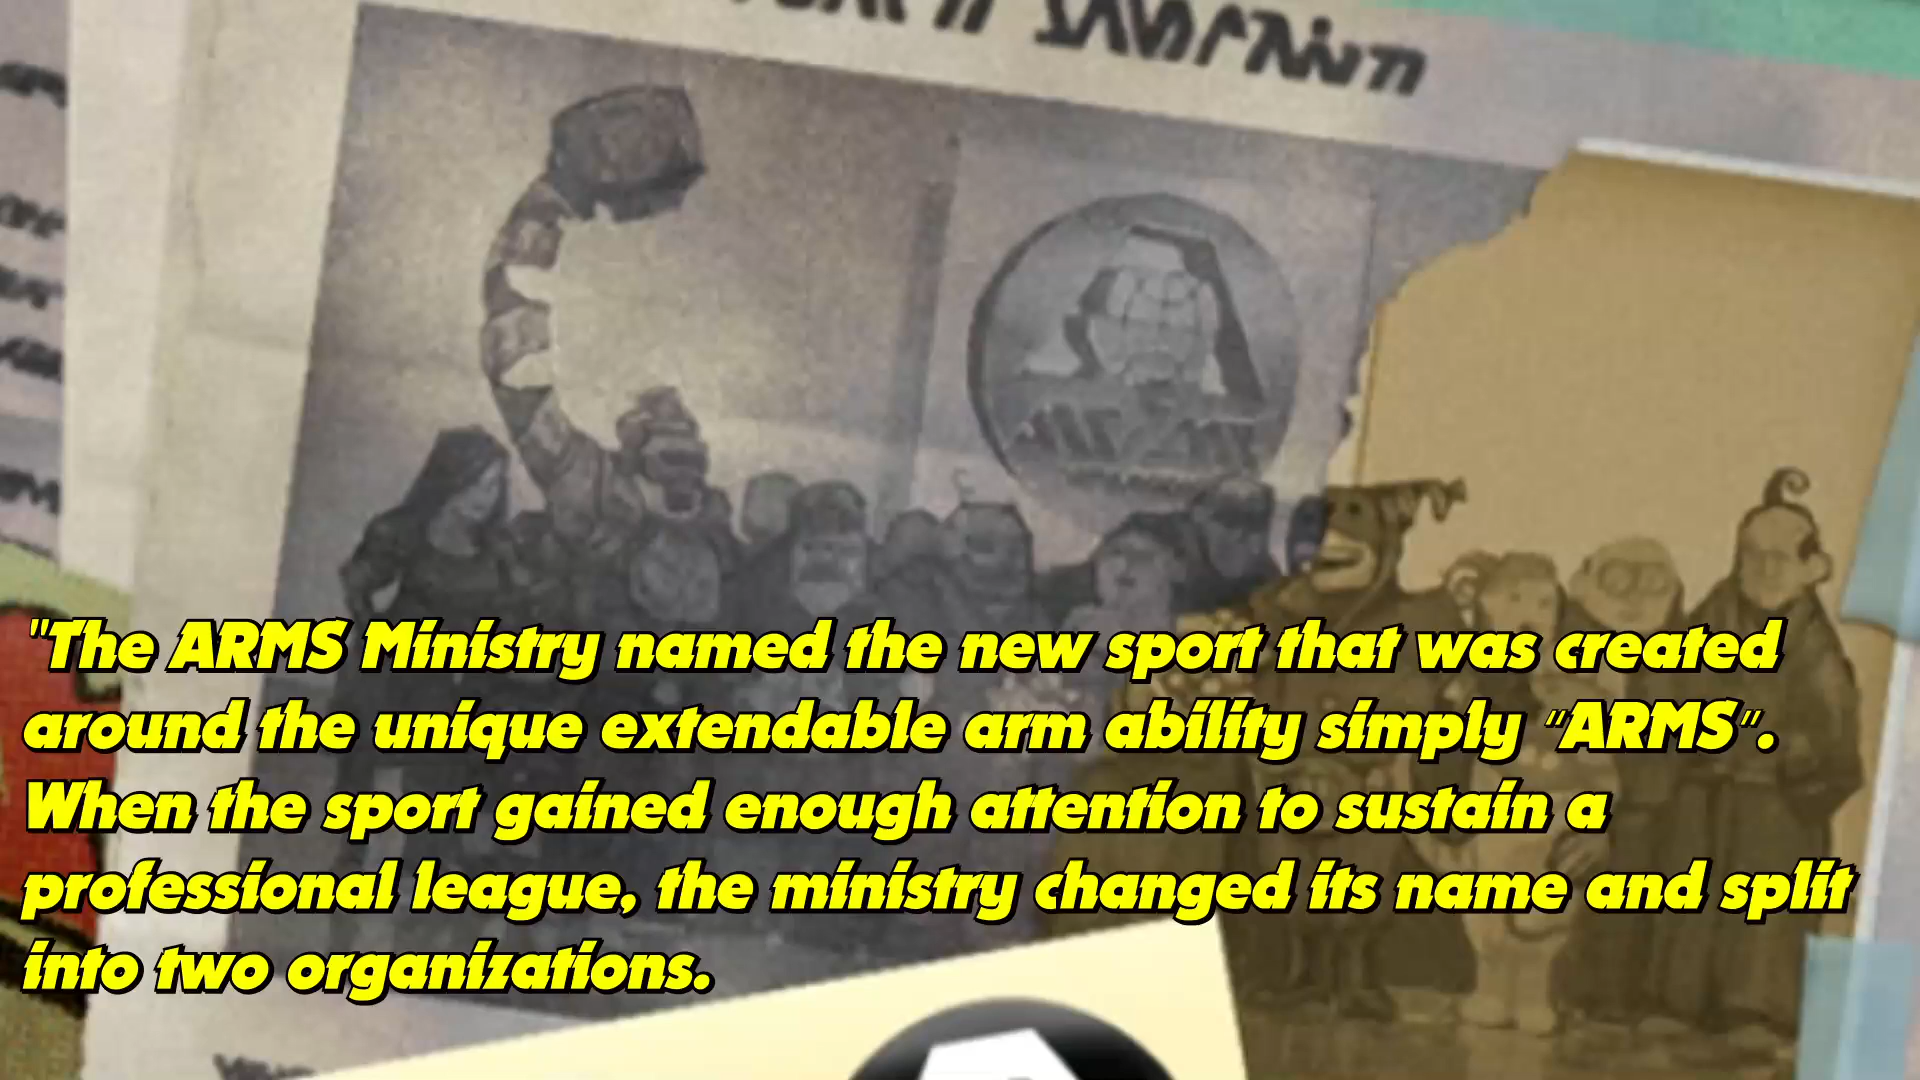 "The ARMS Ministry named the new sport that was created
around the unique extendable arm ability simply “ARMS”.
When the sport gained enough attention to sustain a
professional league, the ministry changed its name and split
into two organizations.